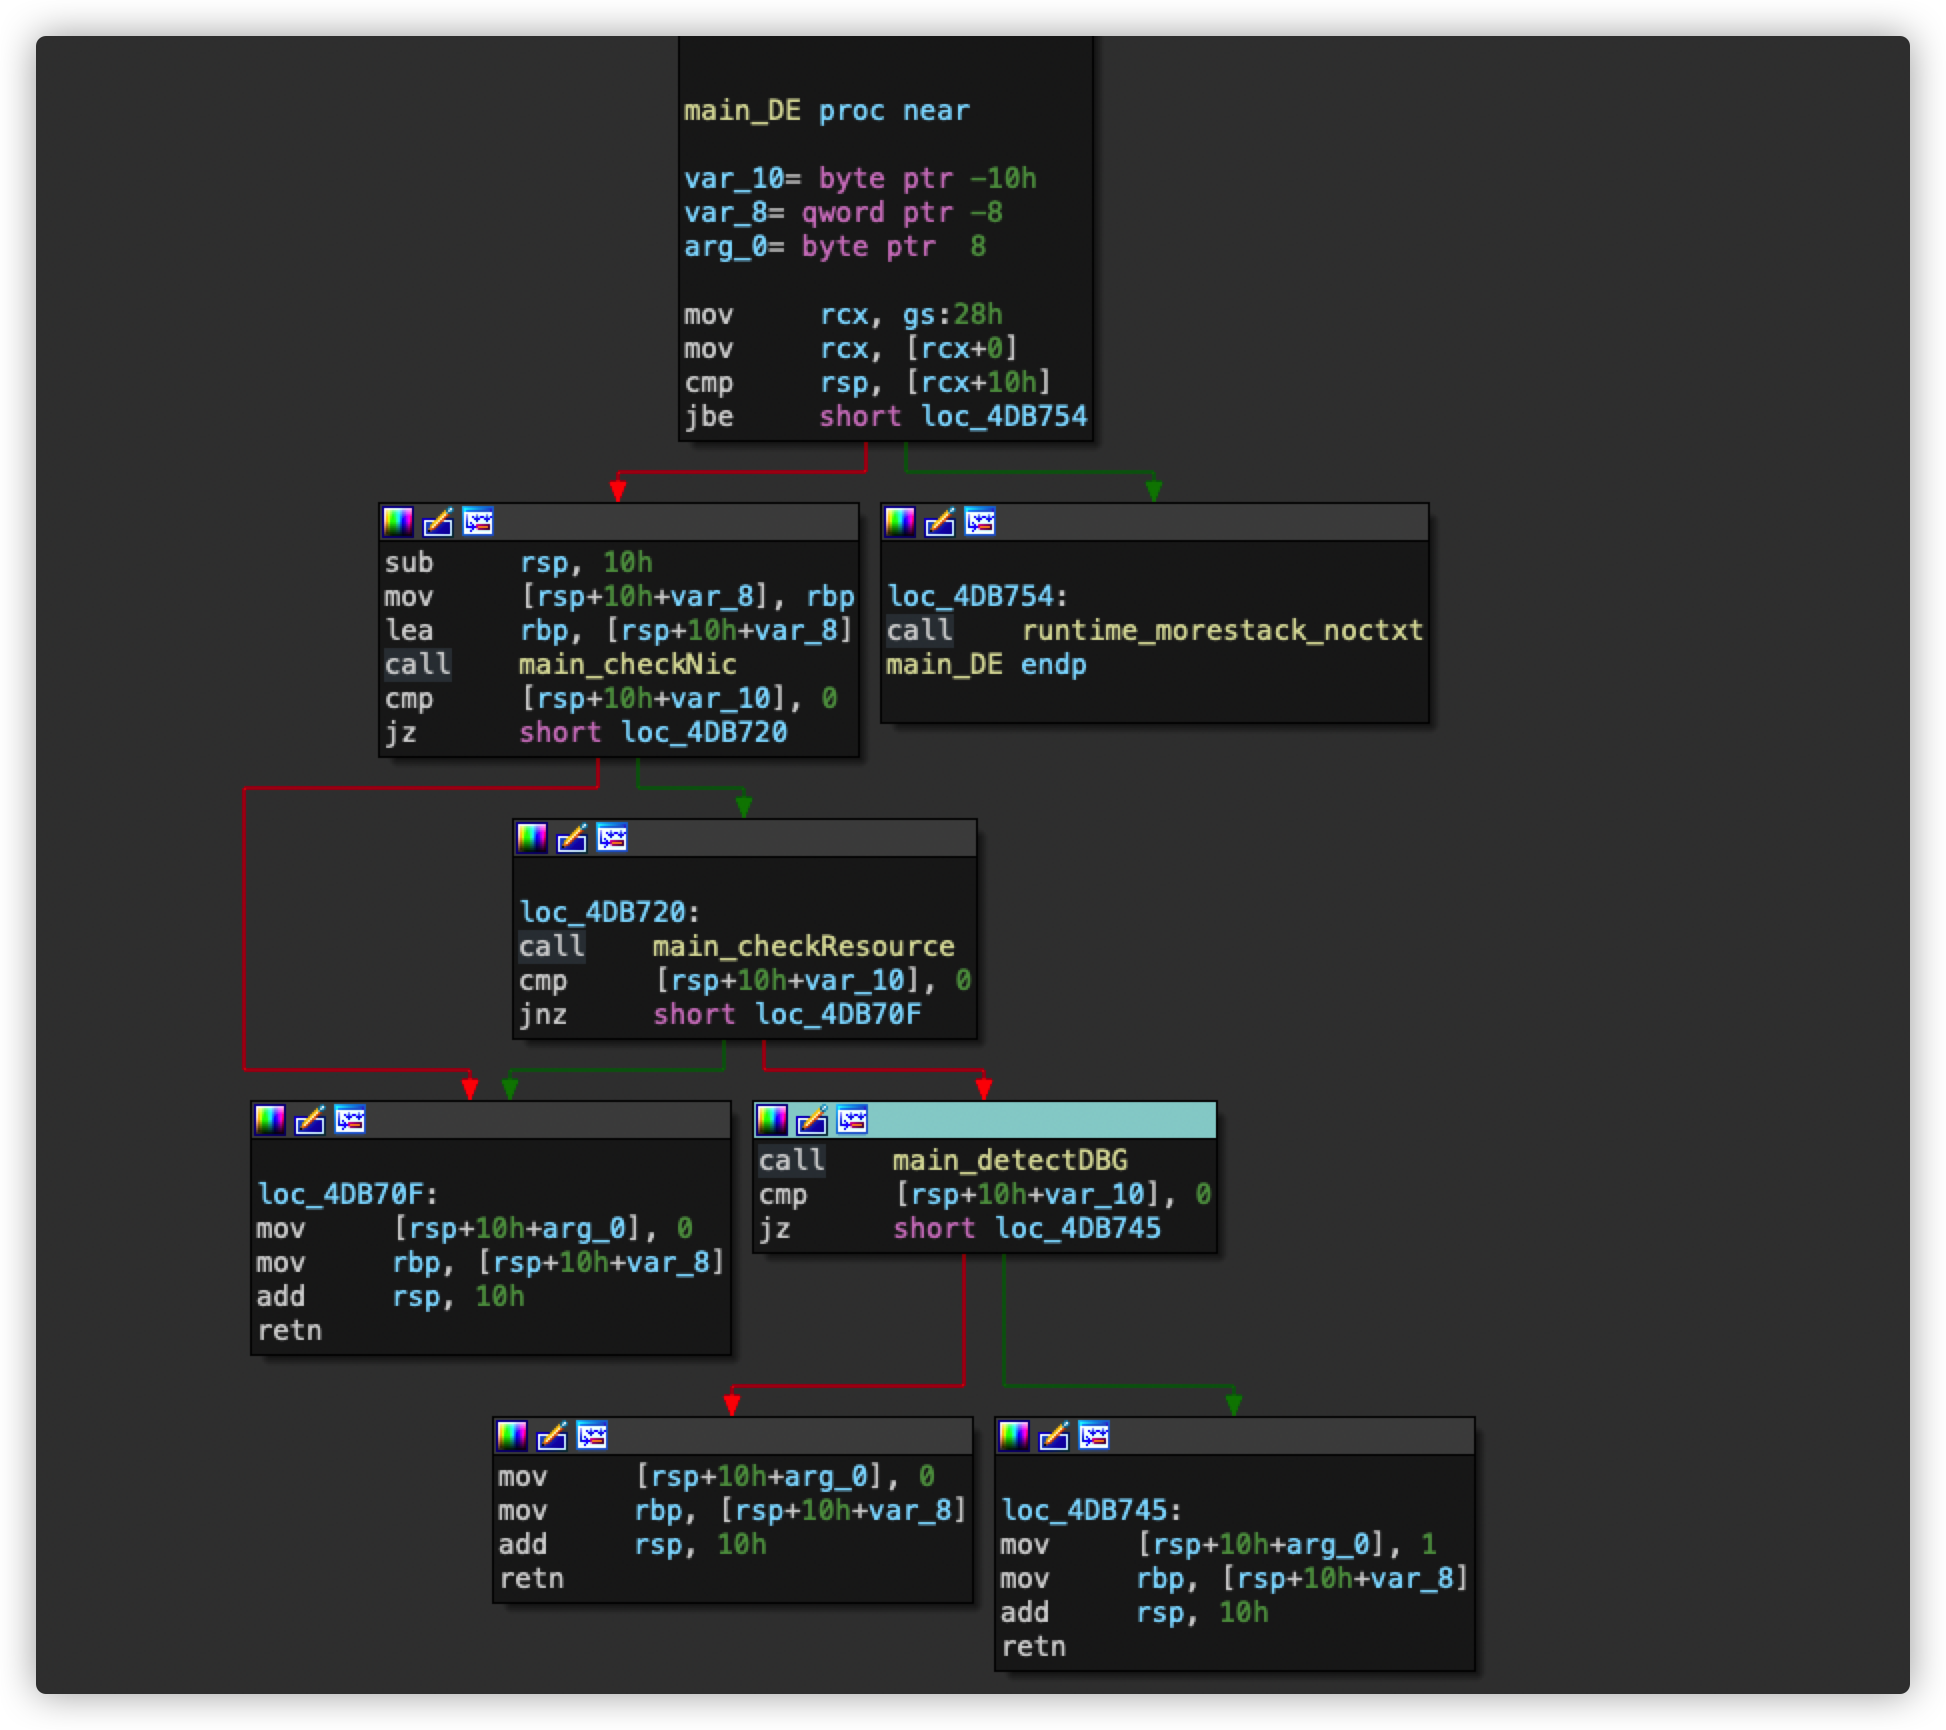 main_DE proc near
var_10= byte ptr -10h
var_8= qword ptr -8
arg_0= byte ptr  8
mov     rcx, gs:28h
mov     rcx, [rcx+0]
cmp     rsp, [rcx+10h]
jbe     short loc_4DB754
sub     rsp, 10h
mov     [rsp+10h+var_8], rbp
lea     rbp, [rsp+10h+var_8]
call    main_checkNic
cmp     [rsp+10h+var_10], 0
jz      short loc_4DB720
loc_4DB754:
call    runtime_morestack_noctxt
main_DE endp
loc_4DB720:
call    main_checkResource
cmp     [rsp+10h+var_10], 0
jnz     short loc_4DB70F
loc_4DB70F:
mov     [rsp+10h+arg_0], 0
mov     rbp, [rsp+10h+var_8]
add     rsp, 10h
retn
call    main_detectDBG
cmp     [rsp+10h+var_10], 0
jz      short loc_4DB745
mov     [rsp+10h+arg_0], 0
mov     rbp, [rsp+10h+var_8]
add     rsp, 10h
retn
loc_4DB745:
mov     [rsp+10h+arg_0], 1
mov     rbp, [rsp+10h+var_8]
add     rsp, 10h
retn